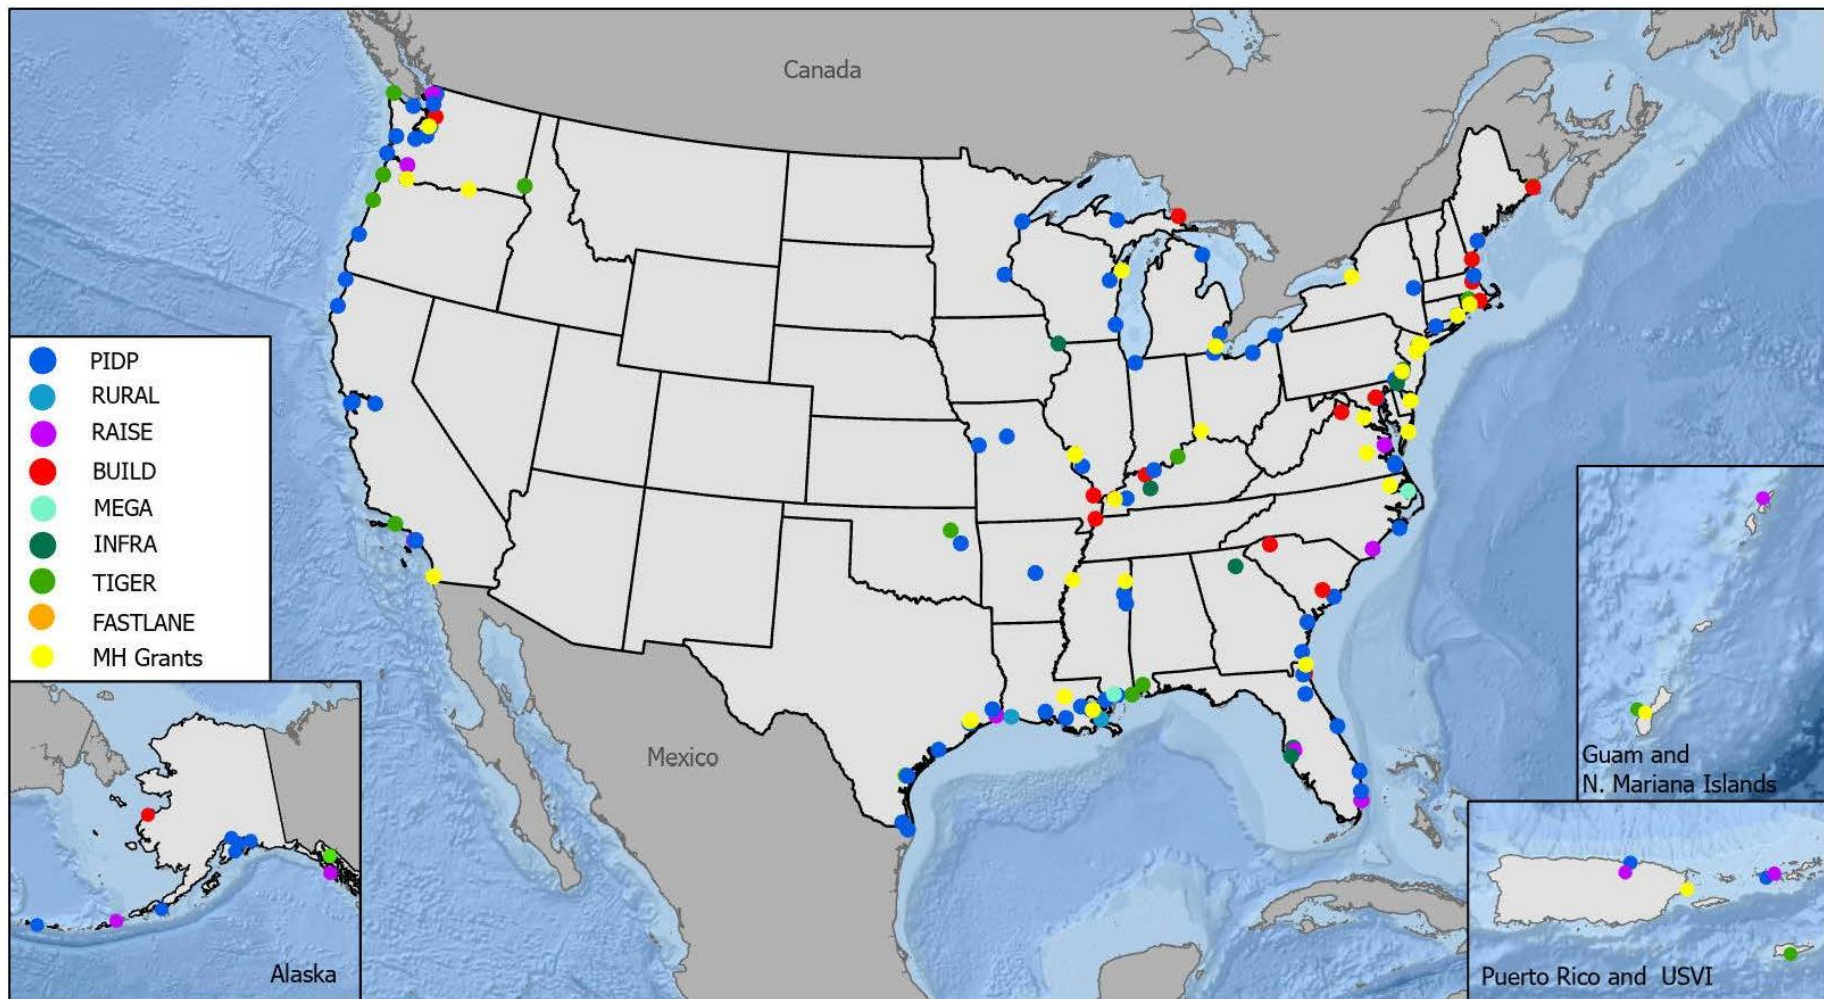 Canada
PIDP
RURAL
RAISE
BUILD
MEGA
INFRA
TIGER
FASTLANE
MH Grants
Mexico
Guam and
N. Mariana Islands
Alaska
Puerto Rico and USVI